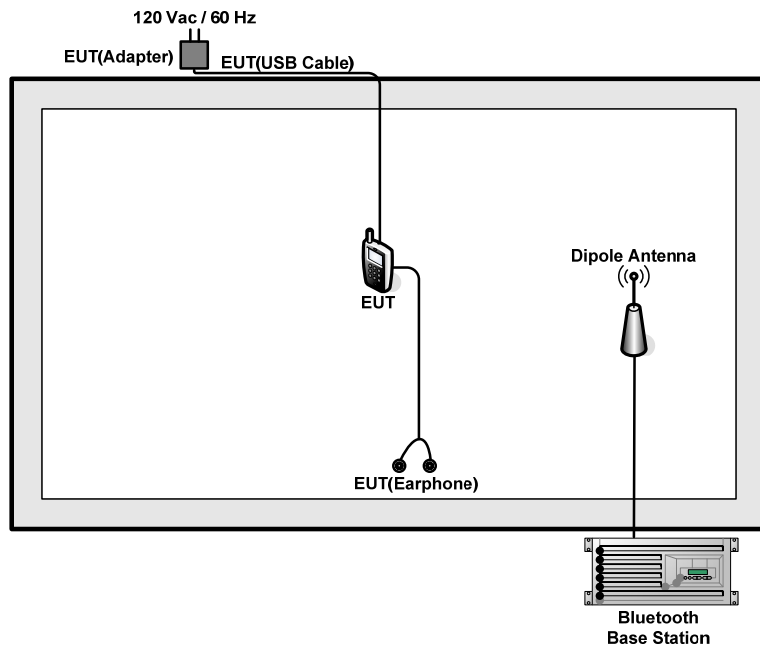 120 Vac / 60 Hz
EUT(Adapter)
EUT(USB Cable)
Dipole Antenna
EUT
EUT(Earphone)
Bluetooth
Base Station